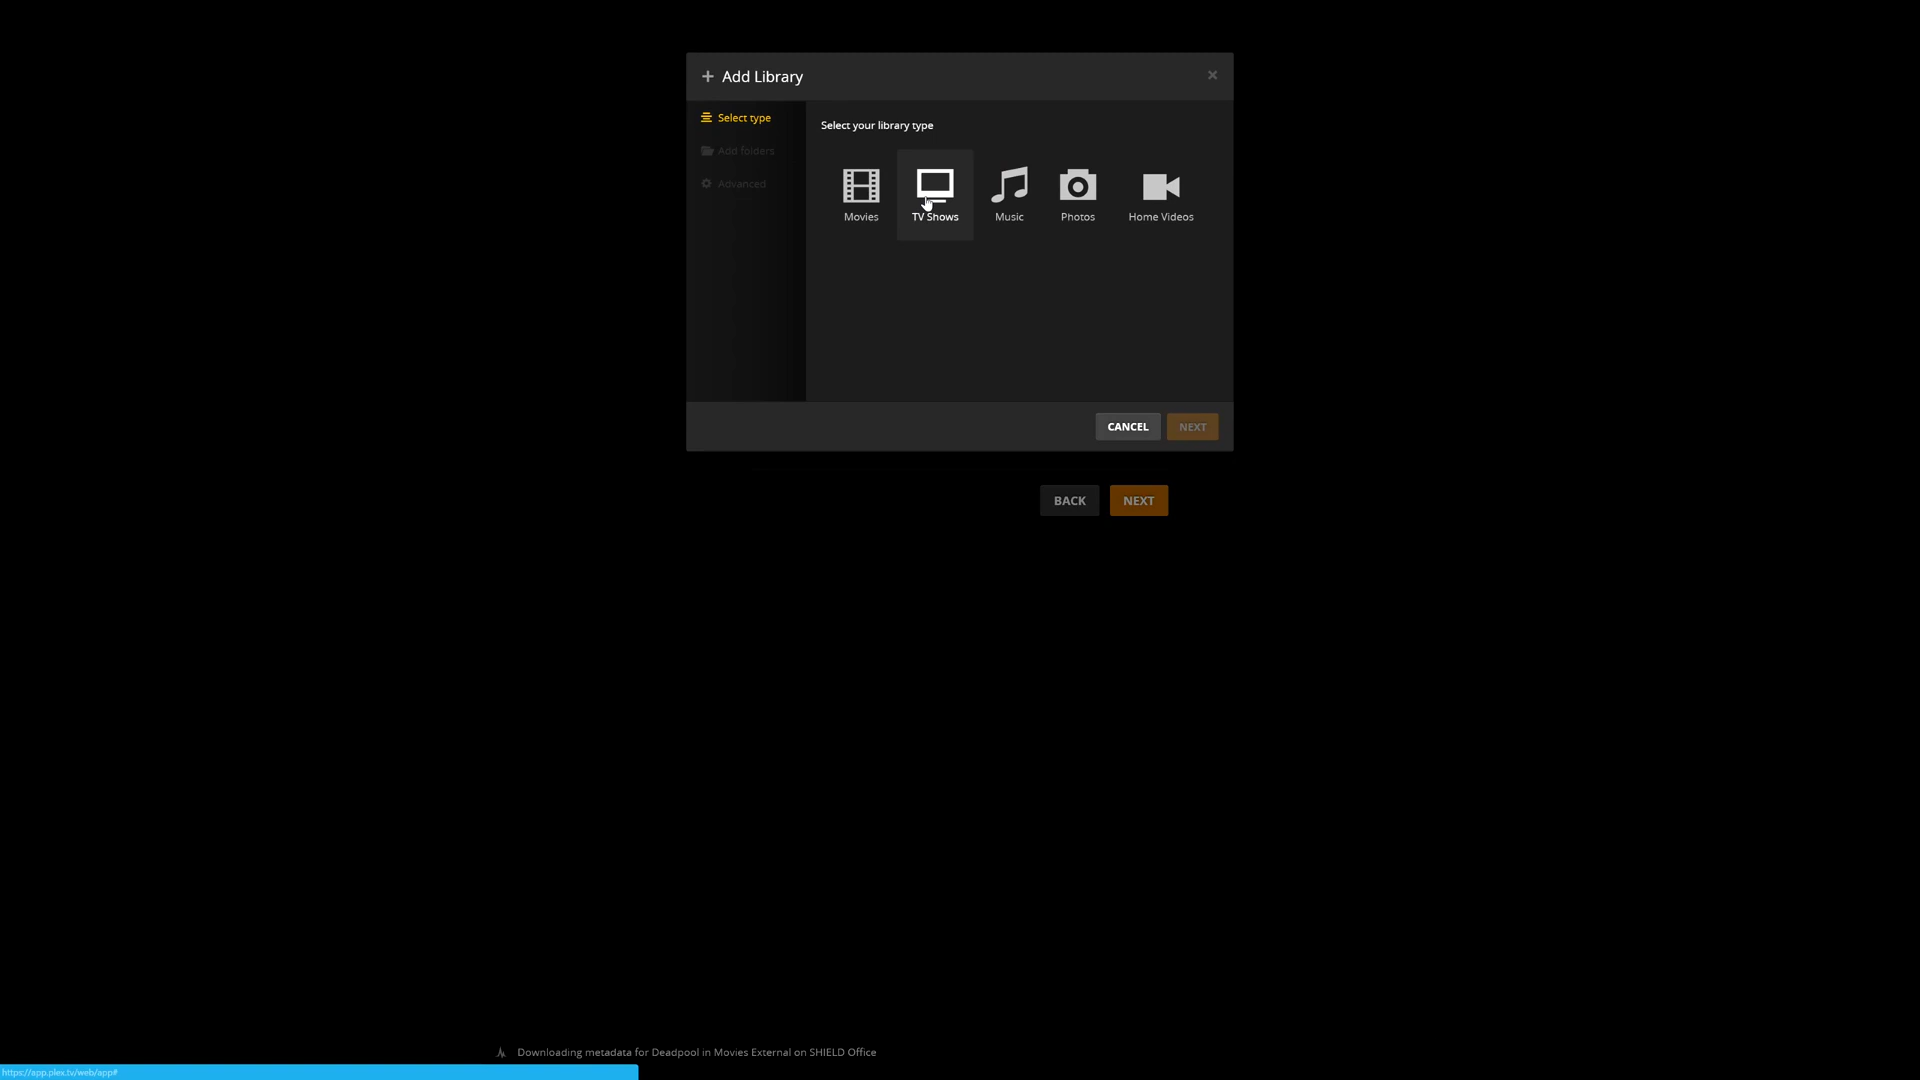 + Add Library
×
Select type
Add folders
Advanced
Select your library type
Movies
TV Shows
Music
Photos
Home Videos
CANCEL
NEXT
BACK
NEXT
Downloading metadata for Deadpool in Movies External on SHIELD Office
https://app.plex.tv/web/app#